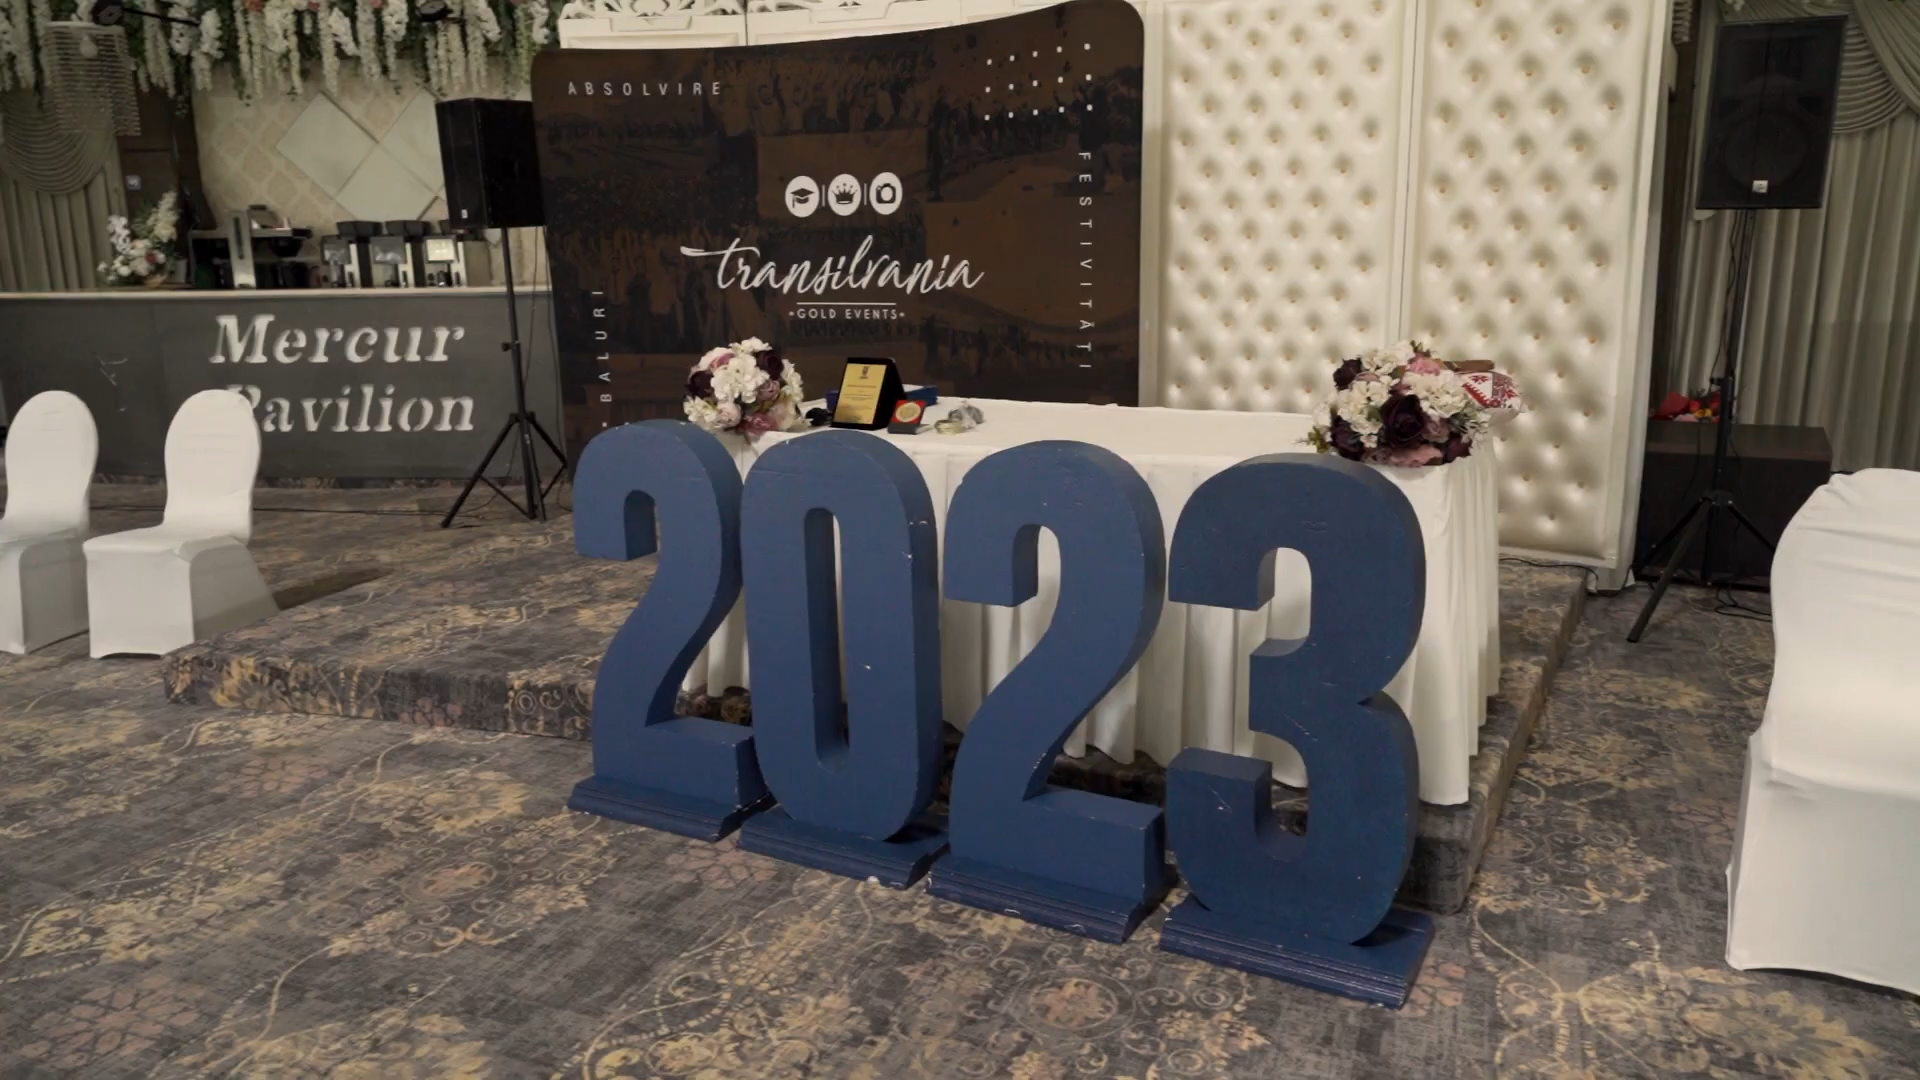 ABSOLVIRE
FESTIVITĂȚI
BALURI
transilvania
GOLD EVENTS
Mercur
Pavilion
2023